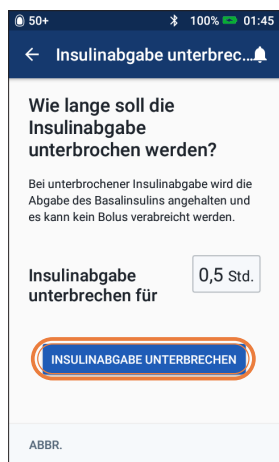 50+ 100% 01:45
Insulinabgabe unterbrec...
Wie lange soll die
Insulinabgabe
unterbrochen werden?
Bei unterbrochener Insulinabgabe wird die
Abgabe des Basalinsulins angehalten und
es kann kein Bolus verabreicht werden.
Insulinabgabe
unterbrechen für
0,5 Std.
INSULINABGABE UNTERBRECHEN
ABBR.